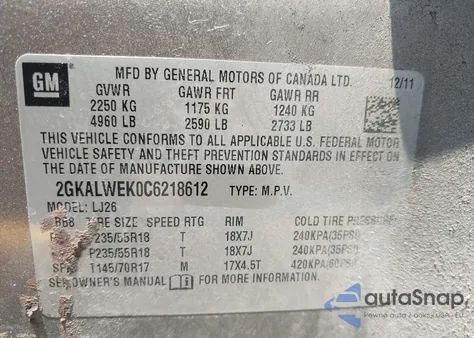 GM
MFD BY GENERAL MOTORS OF CANADA LTD. 12/11
GVWR GAWR FRT GAWR RR
2250 KG 1175 KG 1240 KG
4960 LB 2590 LB 2733 LB
THIS VEHICLE CONFORMS TO ALL APPLICABLE U.S. FEDERAL MOTOR
VEHICLE SAFETY AND THEFT PREVENTION STANDARDS IN EFFECT ON
THE DATE OF MANUFACTURE SHOWN ABOVE.
2GKALWEK0C6218612 TYPE: M.P.V.
MODEL: LJ26
TIRE SIZE SPEED RTG RIM COLD TIRE PRESSURE
P235/55R18 T 18X7J 240KPA(35PSI)
P235/55R18 T 18X7J 240KPA(35PSI)
T145/70R17 M 17X4.5T 420KPA(60PSI)
SEE OWNER'S MANUAL FOR MORE INFORMATION.
autoSnap